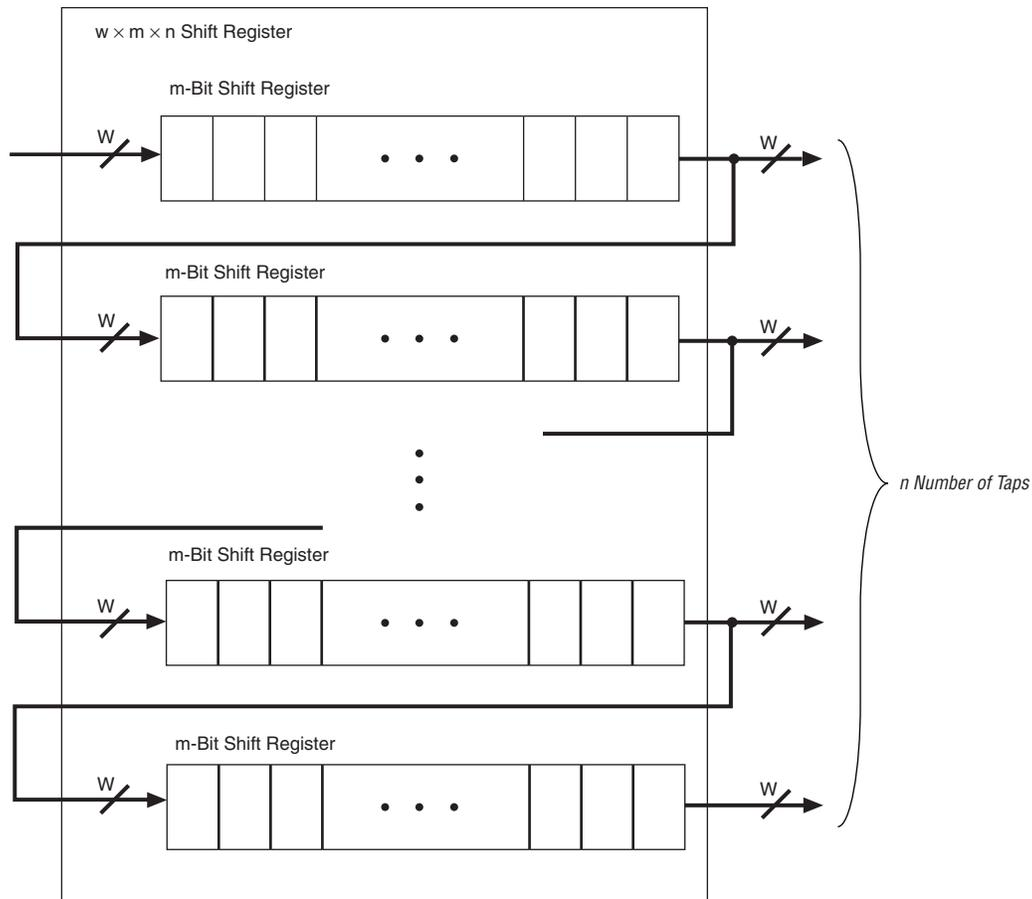 w × m × n Shift Register
m-Bit Shift Register
W
W
m-Bit Shift Register
W
W
n Number of Taps
m-Bit Shift Register
W
W
m-Bit Shift Register
W
W